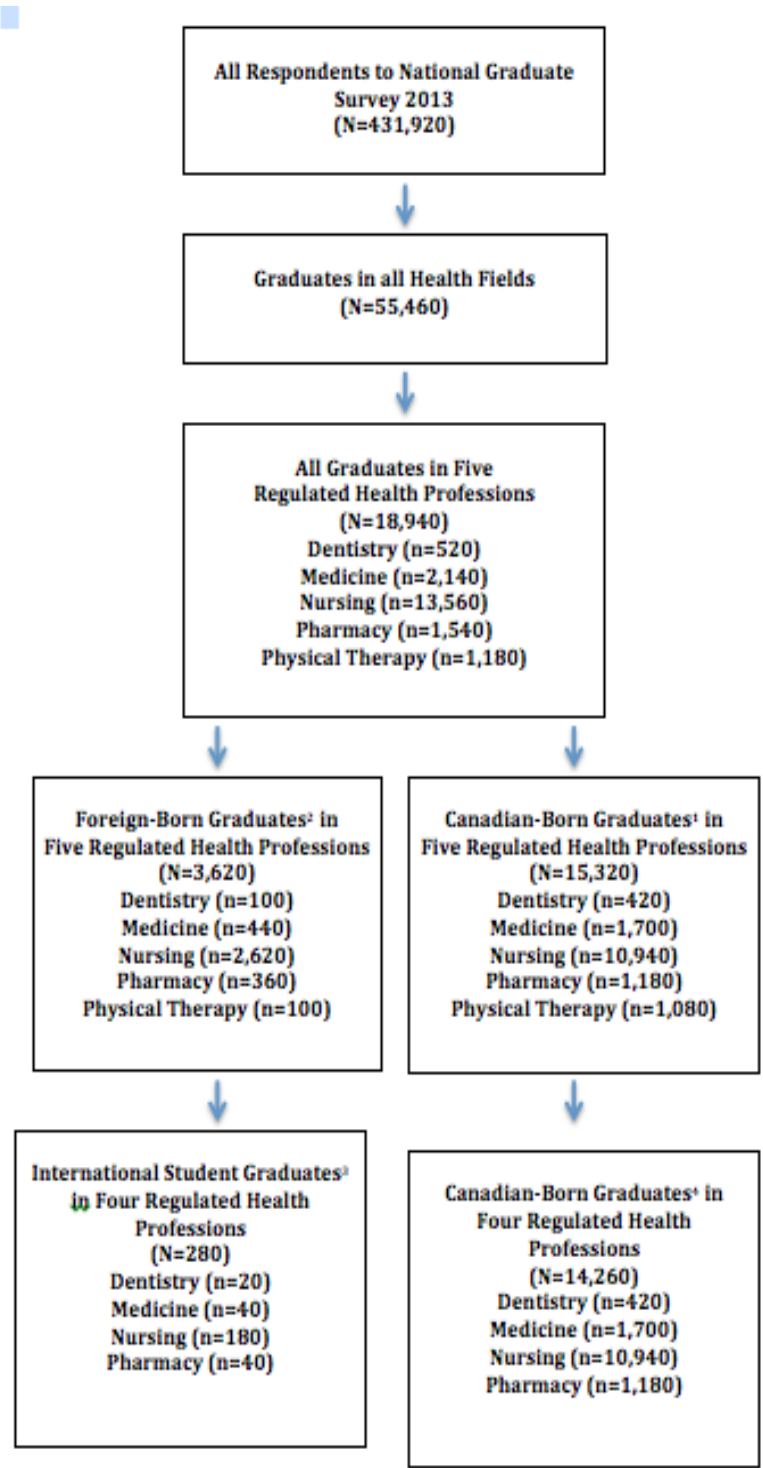 All Respondents to National Graduate
Survey 2013
(N=431,920)
Graduates in all Health Fields
(N=55,460)
All Graduates in Five
Regulated Health Professions
(N=18,940)
Dentistry (n=520)
Medicine (n=2,140)
Nursing (n=13,560)
Pharmacy (n=1,540)
Physical Therapy (n=1,180)
Foreign-Born Graduates² in
Five Regulated Health Professions
(N=3,620)
Dentistry (n=100)
Medicine (n=440)
Nursing (n=2,620)
Pharmacy (n=360)
Physical Therapy (n=100)
Canadian-Born Graduates¹ in
Five Regulated Health Professions
(N=15,320)
Dentistry (n=420)
Medicine (n=1,700)
Nursing (n=10,940)
Pharmacy (n=1,180)
Physical Therapy (n=1,080)
International Student Graduates³
in Four Regulated Health
Professions
(N=280)
Dentistry (n=20)
Medicine (n=40)
Nursing (n=180)
Pharmacy (n=40)
Canadian-Born Graduates⁴ in
Four Regulated Health
Professions
(N=14,260)
Dentistry (n=420)
Medicine (n=1,700)
Nursing (n=10,940)
Pharmacy (n=1,180)